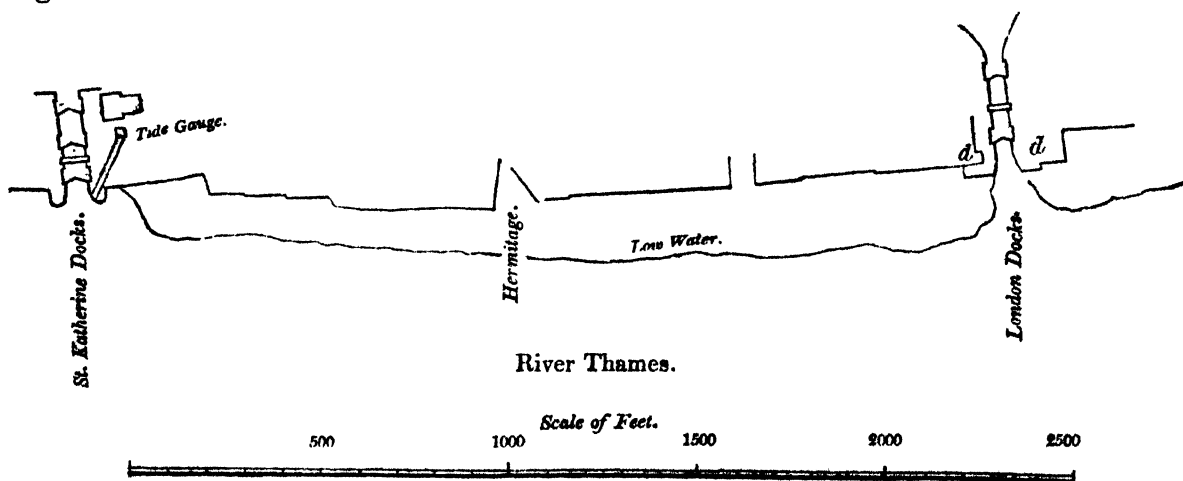 Tide Gauge.
d
d
Low Water.
St. Katherine Docks.
Hermitage.
London Docks.
River Thames.
Scale of Feet.
500 1000 1500 2000 2500